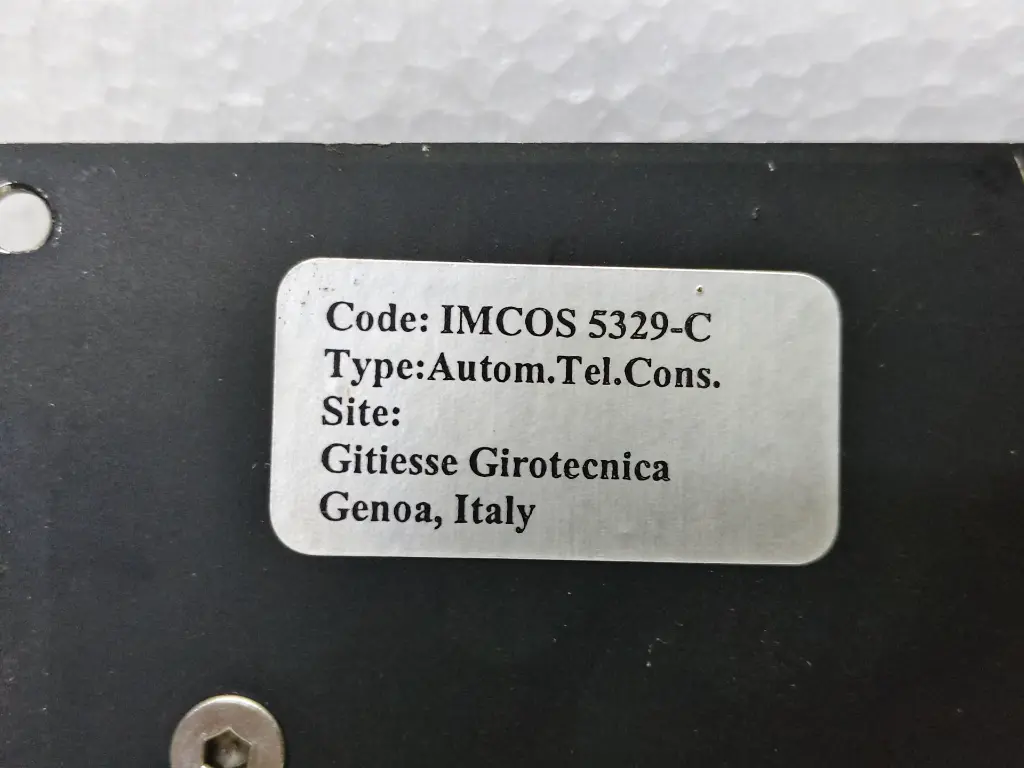 Code: IMCOS 5329-C
Type:Autom.Tel.Cons.
Site:
Gitiesse Girotecnica
Genoa, Italy